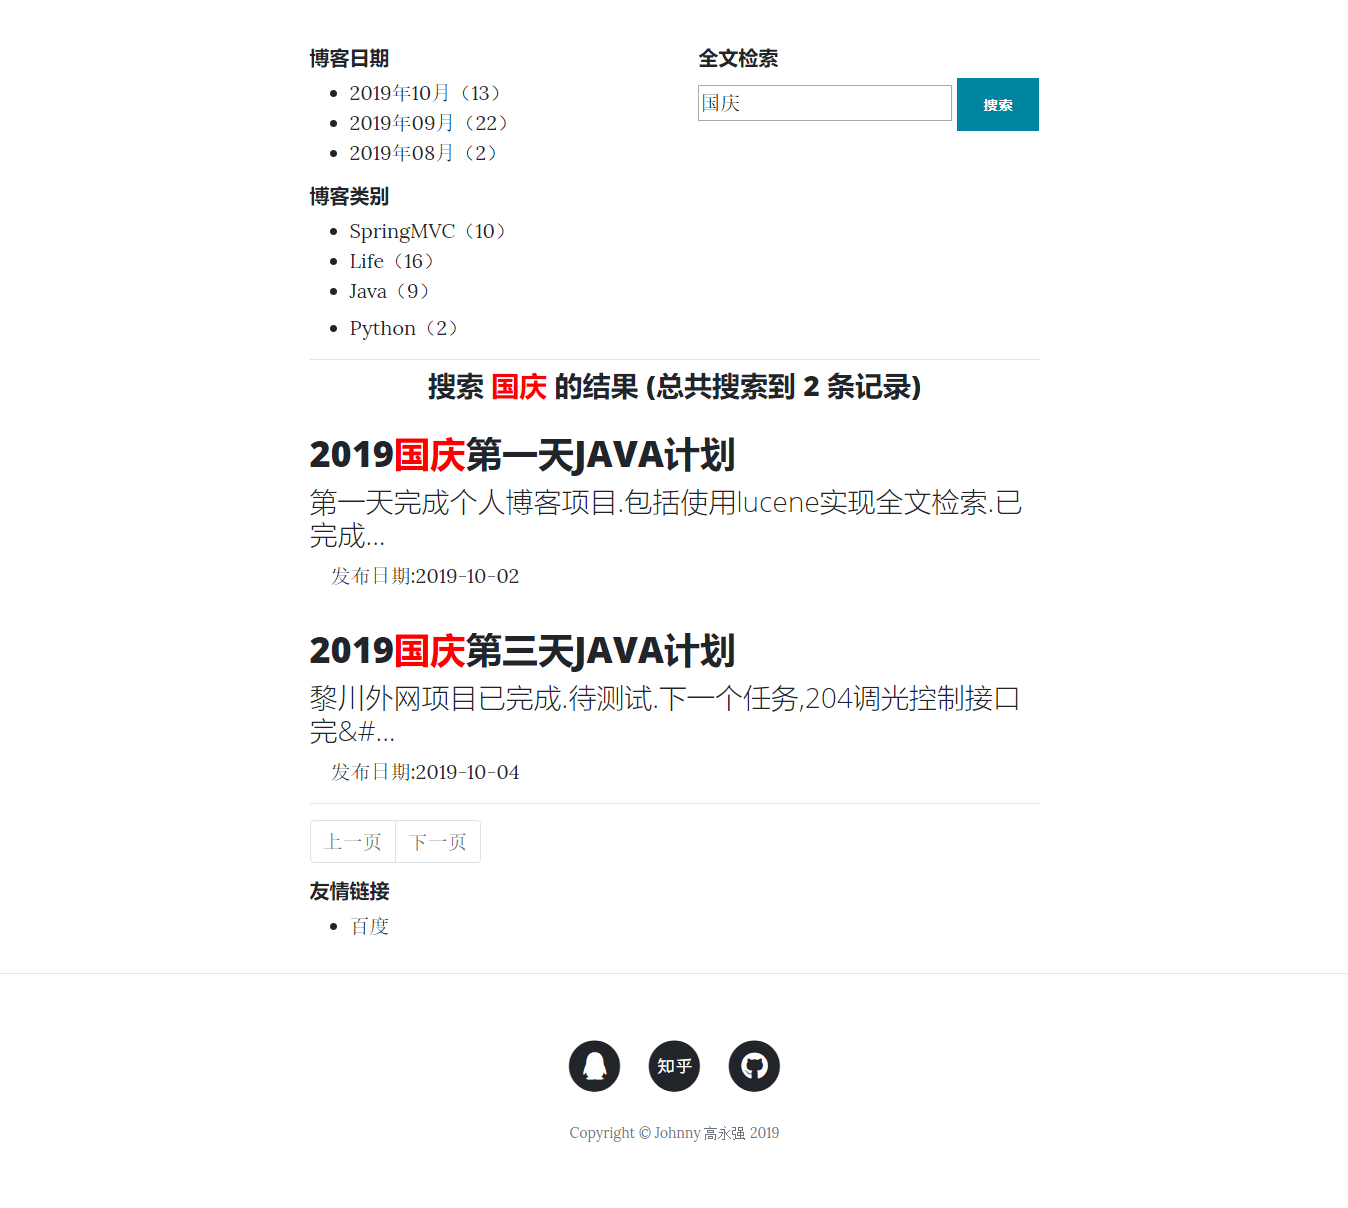 博客日期
2019年10月（13）
2019年09月（22）
2019年08月（2）
博客类别
SpringMVC（10）
Life（16）
Java（9）
Python（2）
全文检索
国庆
搜索
搜索 国庆 的结果 (总共搜索到 2 条记录)
2019国庆第一天JAVA计划
第一天完成个人博客项目.包括使用lucene实现全文检索.已
完成...
发布日期:2019-10-02
2019国庆第三天JAVA计划
黎川外网项目已完成.待测试.下一个任务,204调光控制接口
完&#...
发布日期:2019-10-04
上一页 下一页
友情链接
百度
知乎
Copyright © Johnny 高永强 2019